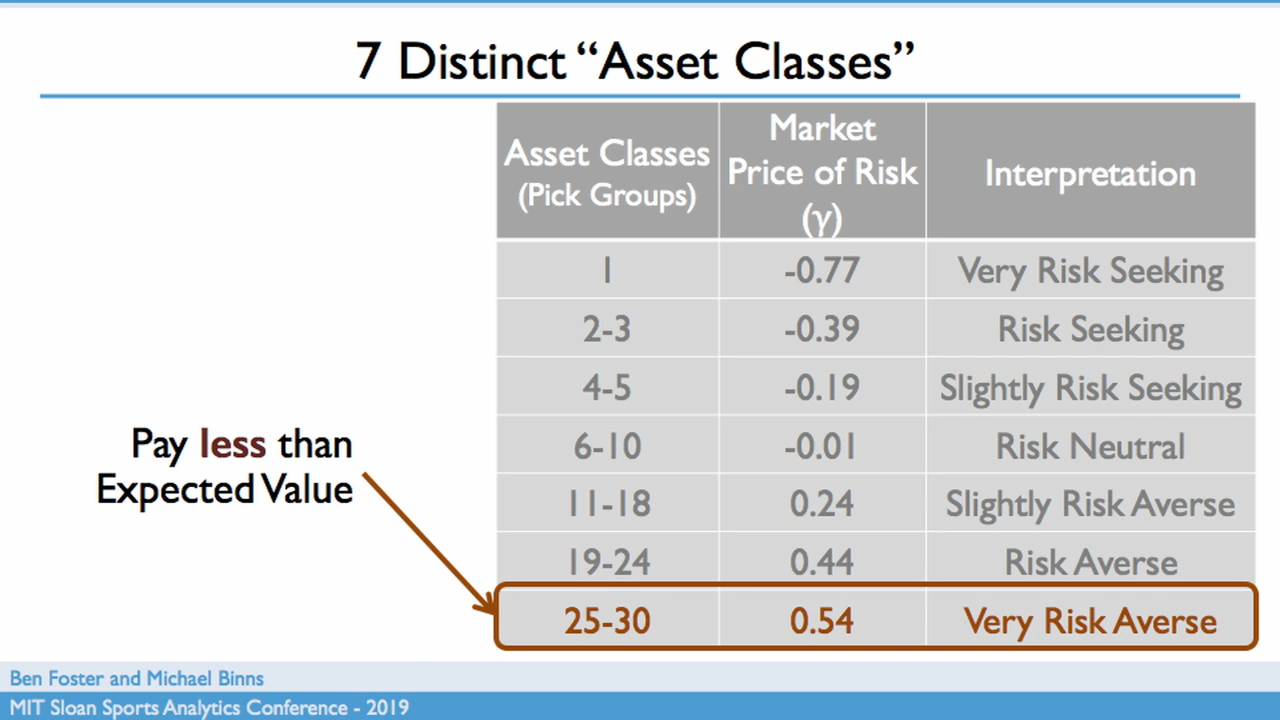 7 Distinct “Asset Classes”
Asset Classes
(Pick Groups)
Market
Price of Risk
(γ)
Interpretation
1 -0.77 Very Risk Seeking
2-3 -0.39 Risk Seeking
4-5 -0.19 Slightly Risk Seeking
6-10 -0.01 Risk Neutral
11-18 0.24 Slightly Risk Averse
19-24 0.44 Risk Averse
25-30 0.54 Very Risk Averse
Pay less than
Expected Value
Ben Foster and Michael Binns
MIT Sloan Sports Analytics Conference - 2019